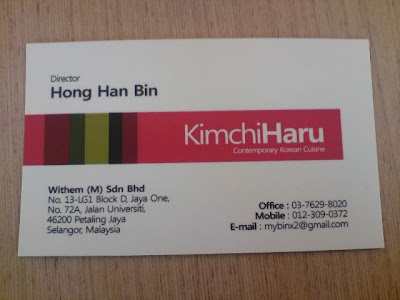 Director
Hong Han Bin
KimchiHaru
Contemporary Korean Cuisine
Withem (M) Sdn Bhd
No. 13-LG1 Block D, Jaya One,
No. 72A, Jalan Universiti,
46200 Petaling Jaya
Selangor, Malaysia
Office : 03-7629-8020
Mobile : 012-309-0372
E-mail : mybinx2@gmail.com